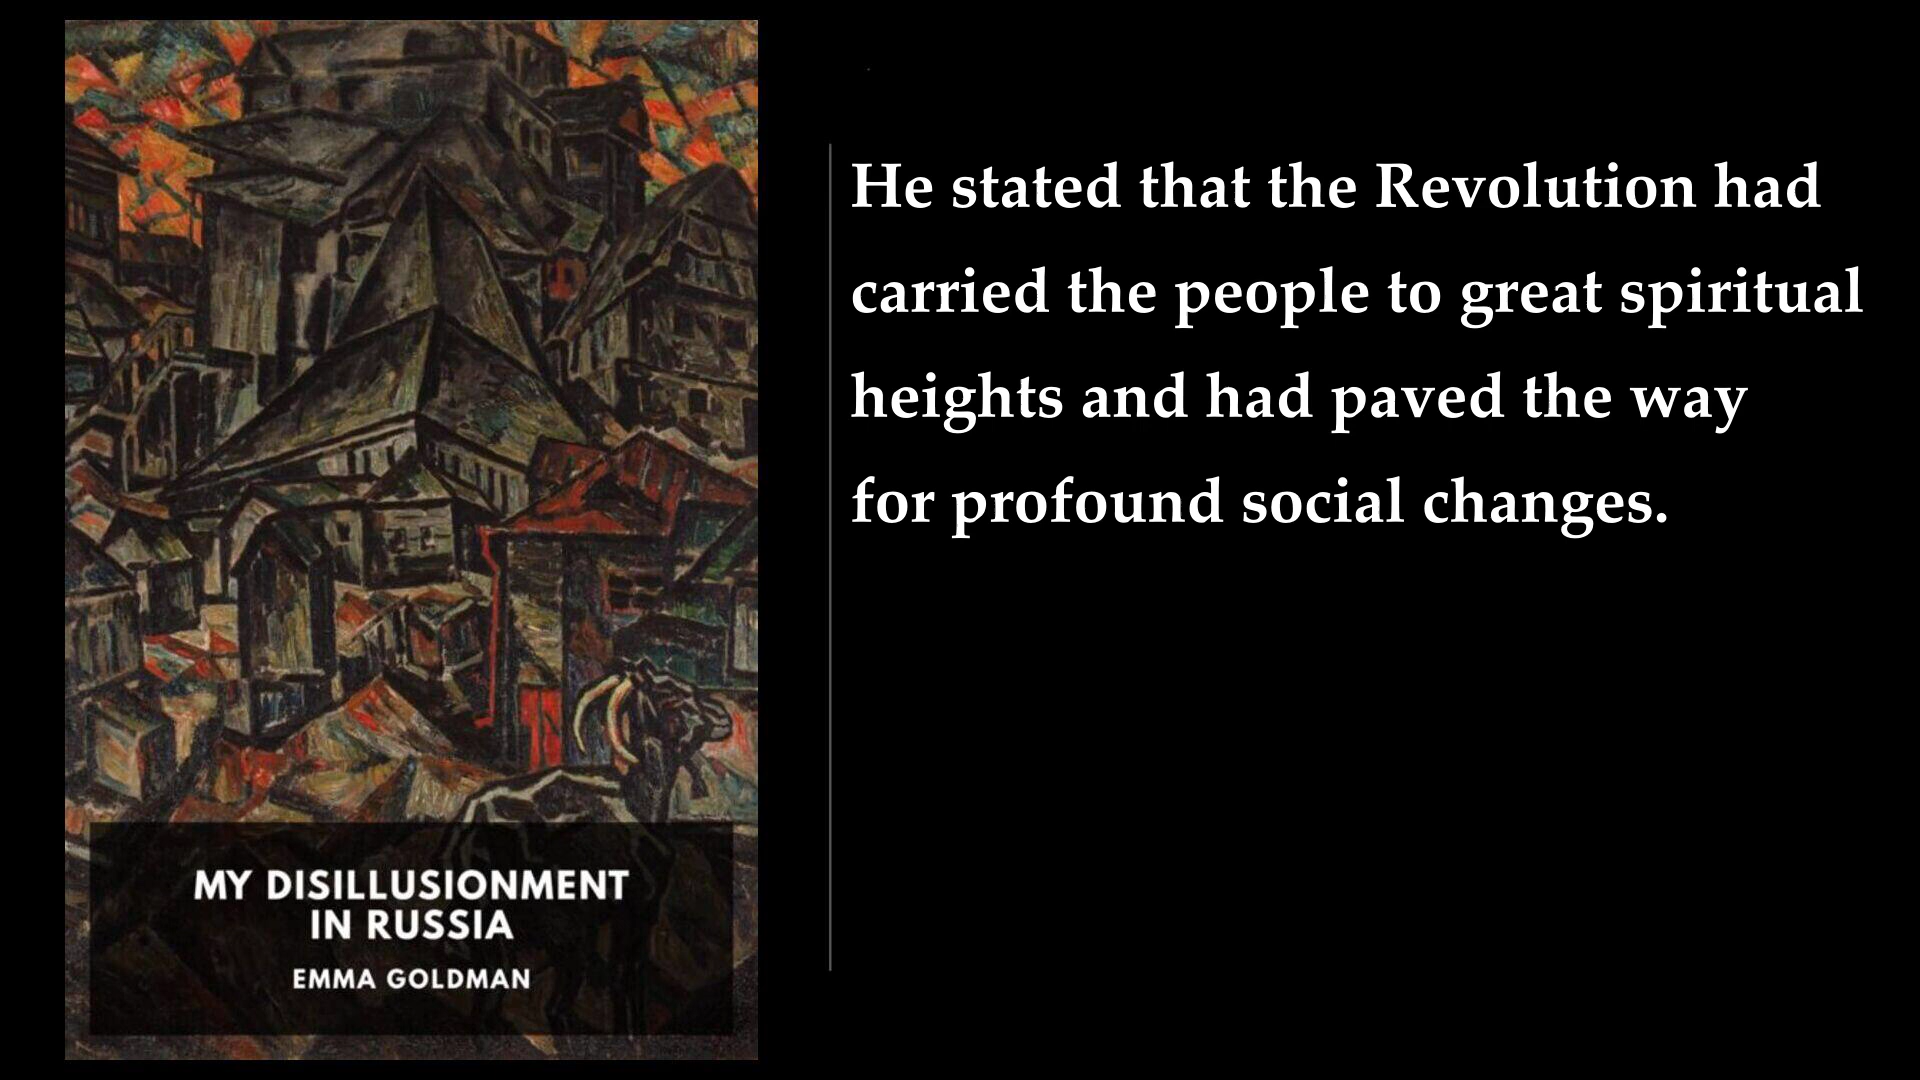 He stated that the Revolution had
carried the people to great spiritual
heights and had paved the way
for profound social changes.
MY DISILLUSIONMENT
IN RUSSIA
EMMA GOLDMAN